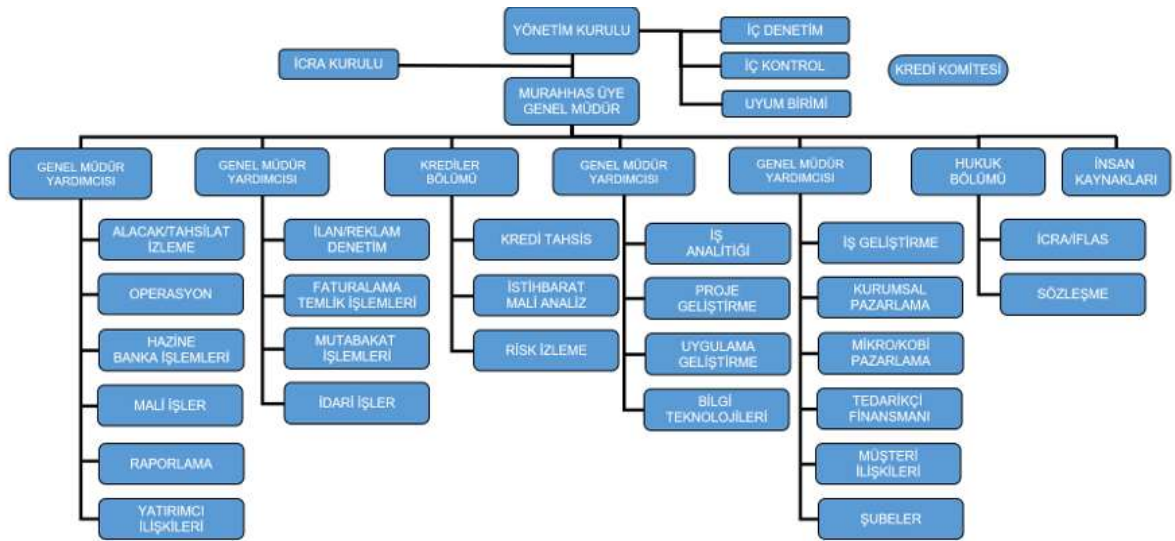 YÖNETİM KURULU
İÇ DENETİM
İCRA KURULU
İÇ KONTROL
KREDİ KOMİTESİ
MURAHHAS ÜYE
GENEL MÜDÜR
UYUM BİRİMİ
GENEL MÜDÜR
YARDIMCISI
GENEL MÜDÜR
YARDIMCISI
KREDİLER
BÖLÜMÜ
GENEL MÜDÜR
YARDIMCISI
GENEL MÜDÜR
YARDIMCISI
HUKUK
BÖLÜMÜ
İNSAN
KAYNAKLARI
ALACAK/TAHSİLAT
İZLEME
OPERASYON
HAZİNE
BANKA İŞLEMLERİ
MALİ İŞLER
RAPORLAMA
YATIRIMCI
İLİŞKİLERİ
İLAN/REKLAM
DENETİM
FATURALAMA
TEMLİK İŞLEMLERİ
MUTABAKAT
İŞLEMLERİ
İDARİ İŞLER
KREDİ TAHSİS
İSTİHBARAT
MALİ ANALİZ
RİSK İZLEME
İŞ
ANALİTİĞİ
PROJE
GELİŞTİRME
UYGULAMA
GELİŞTİRME
BİLGİ
TEKNOLOJİLERİ
İŞ GELİŞTİRME
KURUMSAL
PAZARLAMA
MİKRO/KOBİ
PAZARLAMA
TEDARİKÇİ
FİNANSMANI
MÜŞTERİ
İLİŞKİLERİ
ŞUBELER
İCRA/İFLAS
SÖZLEŞME